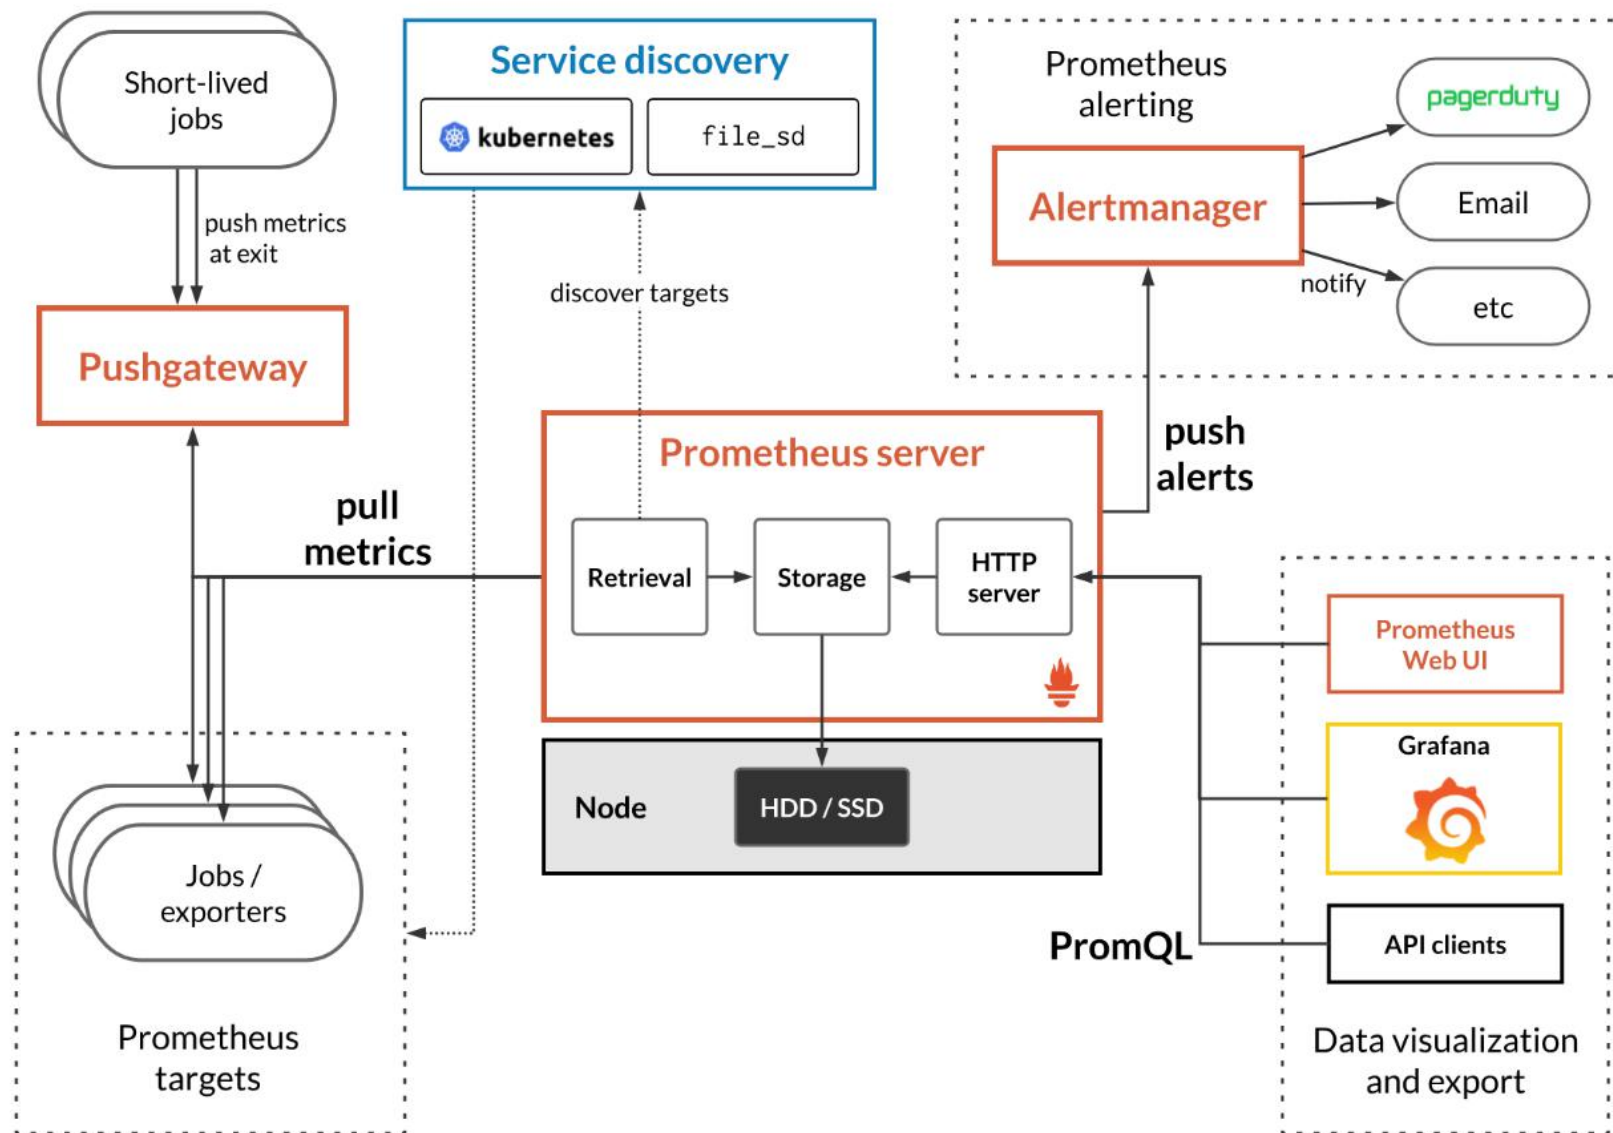 Short-lived
jobs
push metrics
at exit
Pushgateway
Service discovery
kubernetes
file_sd
discover targets
Prometheus
alerting
Alertmanager
pagerduty
Email
etc
notify
push
alerts
pull
metrics
Prometheus server
Retrieval
Storage
HTTP
server
Node
HDD / SSD
Jobs /
exporters
Prometheus
targets
PromQL
Prometheus
Web UI
Grafana
API clients
Data visualization
and export